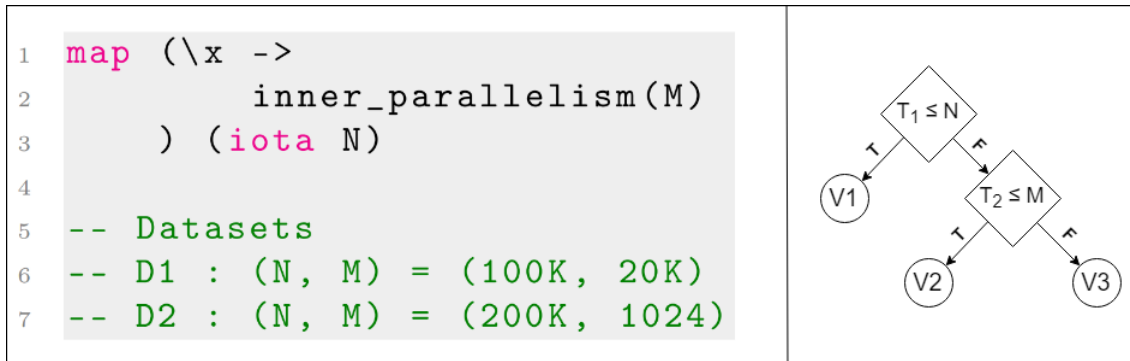 1 map (\x ->
2 inner_parallelism(M)
3 ) (iota N)
4
5 -- Datasets
6 -- D1 : (N, M) = (100K, 20K)
7 -- D2 : (N, M) = (200K, 1024)
T₁ ≤ N
T F
V1 T₂ ≤ M
T F
V2 V3